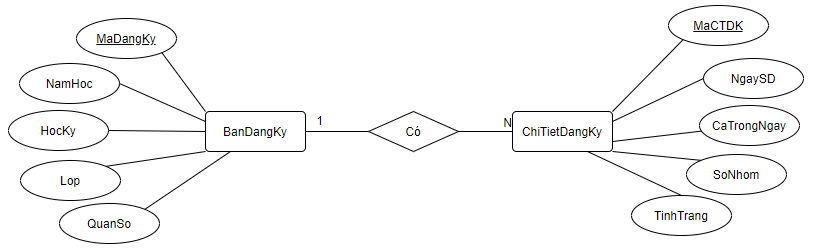 MaDangKy
NamHoc
HocKy
Lop
QuanSo
BanDangKy
1
Có
N
ChiTietDangKy
MaCTDK
NgaySD
CaTrongNgay
SoNhom
TinhTrang